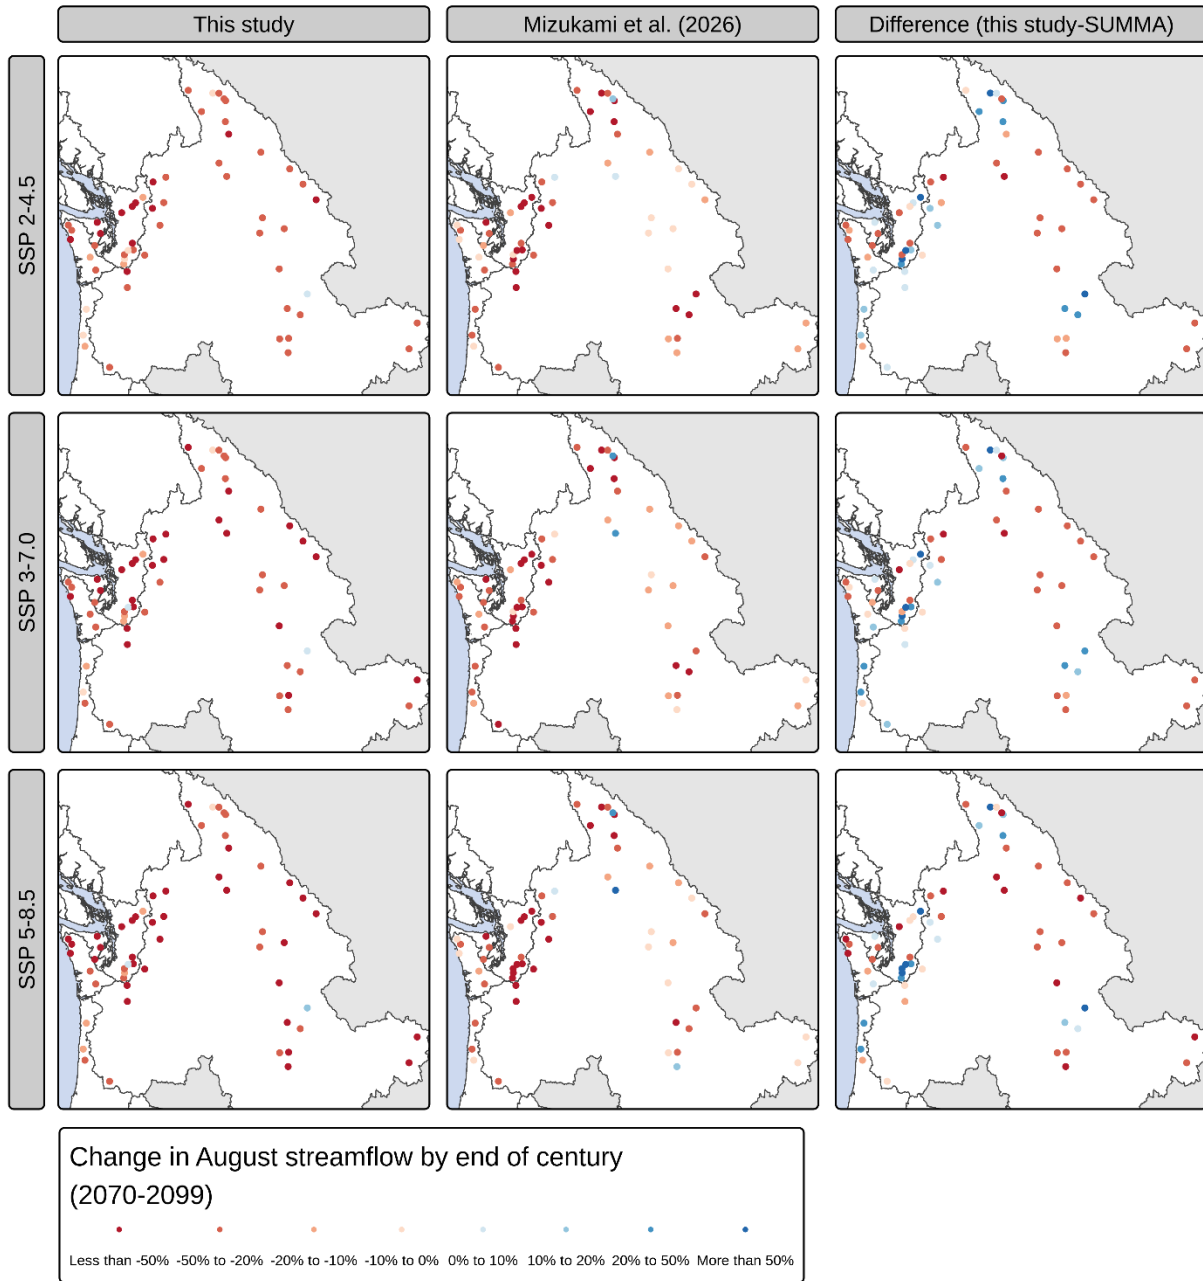 This study
Mizukami et al. (2026)
Difference (this study-SUMMA)
SSP 2-4.5
SSP 3-7.0
SSP 5-8.5
Change in August streamflow by end of century
(2070-2099)
Less than -50% -50% to -20% -20% to -10% -10% to 0% 0% to 10% 10% to 20% 20% to 50% More than 50%